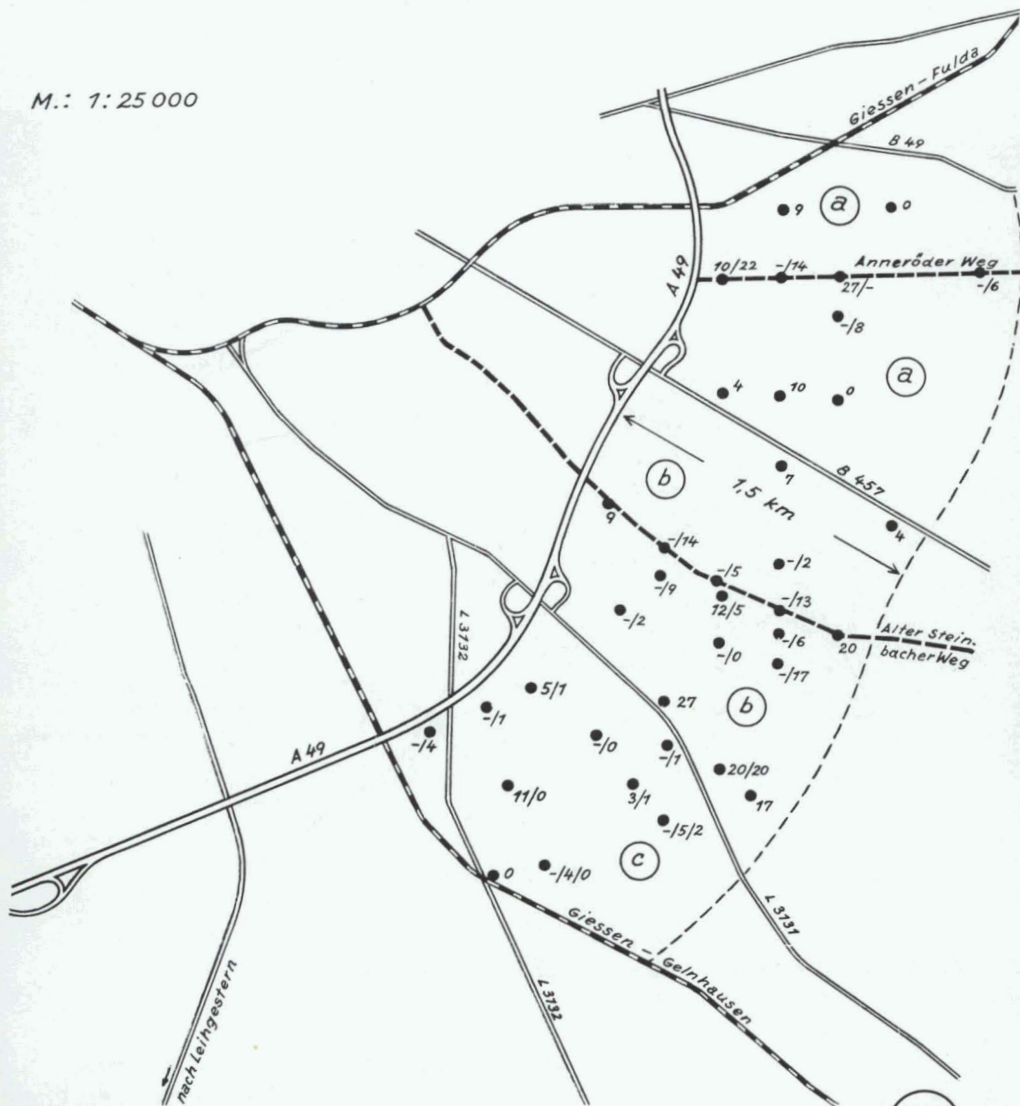 M.: 1:25 000
Giessen – Fulda
B 49
9
a
0
A 49
10/22
-/14
Anneröder Weg
27/-
-/6
-/8
a
4
10
0
b
7
1,5 km
B 457
4
9
-/14
-/5
-/2
-/9
12/5
-/13
-/2
-/0
-/6
20
Alter Stein-
bacher Weg
-/17
L 3732
5/1
27
b
-/1
-/4
-/0
-/1
A 49
20/20
11/0
3/1
17
-/5/2
c
0
-/4/0
L 3131
Giessen – Gelnhausen
L 3132
nach Leihgestern